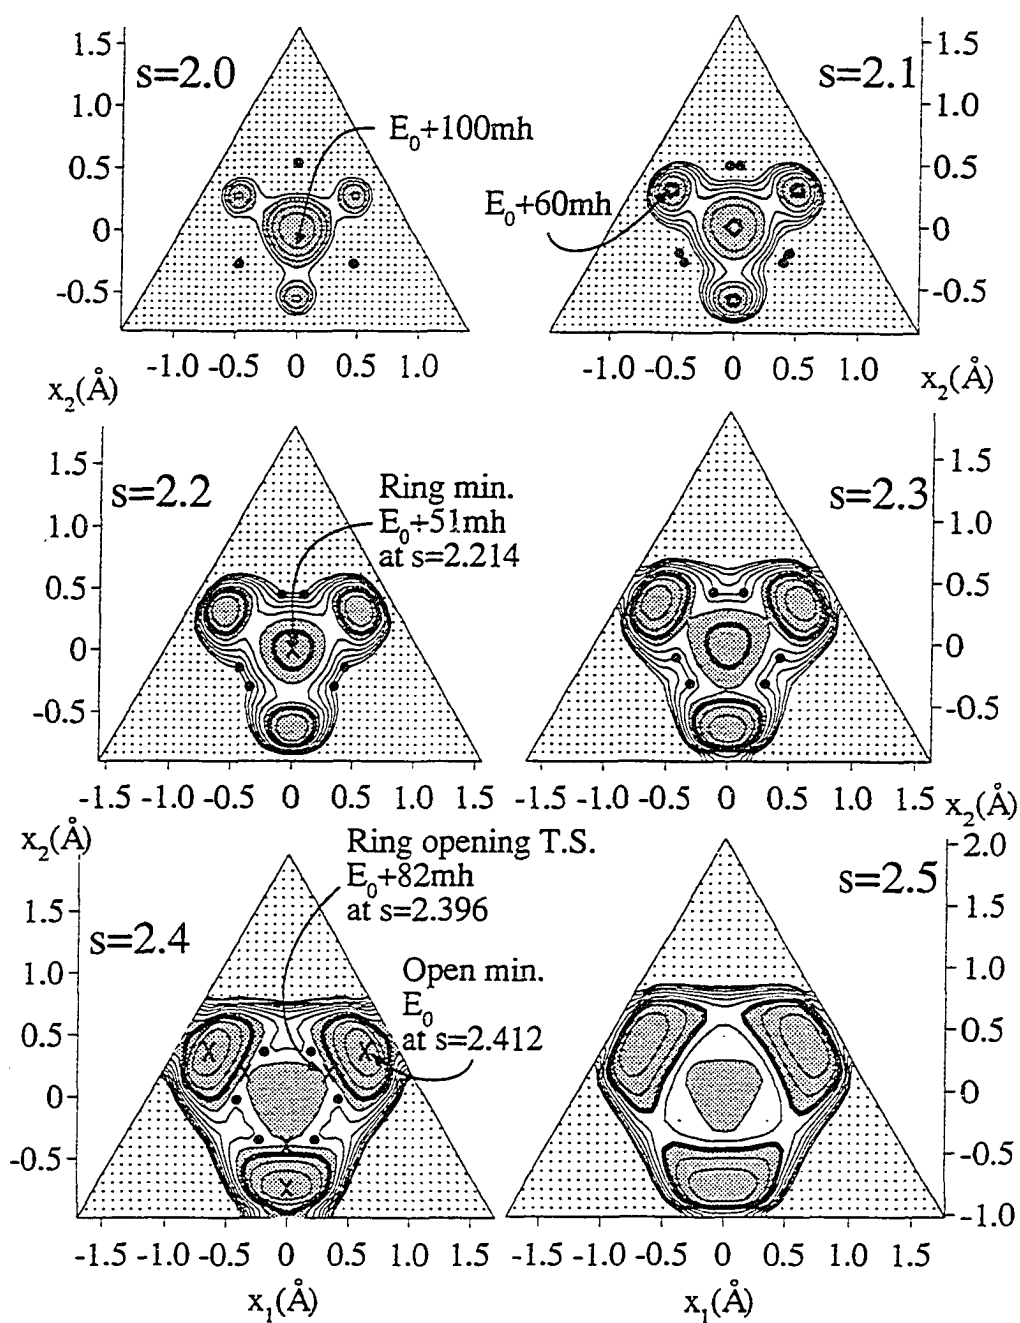 1.5
s=2.0
1.0
E₀+100mh
0.5
0
-0.5
-1.0 -0.5 0 0.5 1.0
x₂(Å)
1.5
s=2.1
1.0
0.5
E₀+60mh
0
-0.5
-1.0 -0.5 0 0.5 1.0
x₂(Å)
1.5
s=2.2
Ring min.
E₀+51mh
at s=2.214
1.0
0.5
0
-0.5
-1.5 -1.0 -0.5 0 0.5 1.0 1.5
1.5
s=2.3
1.0
0.5
0
-0.5
-1.5 -1.0 -0.5 0 0.5 1.0 1.5
x₂(Å)
x₂(Å)
Ring opening T.S.
E₀+82mh
at s=2.396
1.5
s=2.4
1.0
Open min.
E₀
at s=2.412
0.5
X X
0
-0.5
X
-1.5 -1.0 -0.5 0 0.5 1.0 1.5
x₁(Å)
2.0
s=2.5
1.5
1.0
0.5
0
-0.5
-1.0
-1.5 -1.0 -0.5 0 0.5 1.0 1.5
x₁(Å)